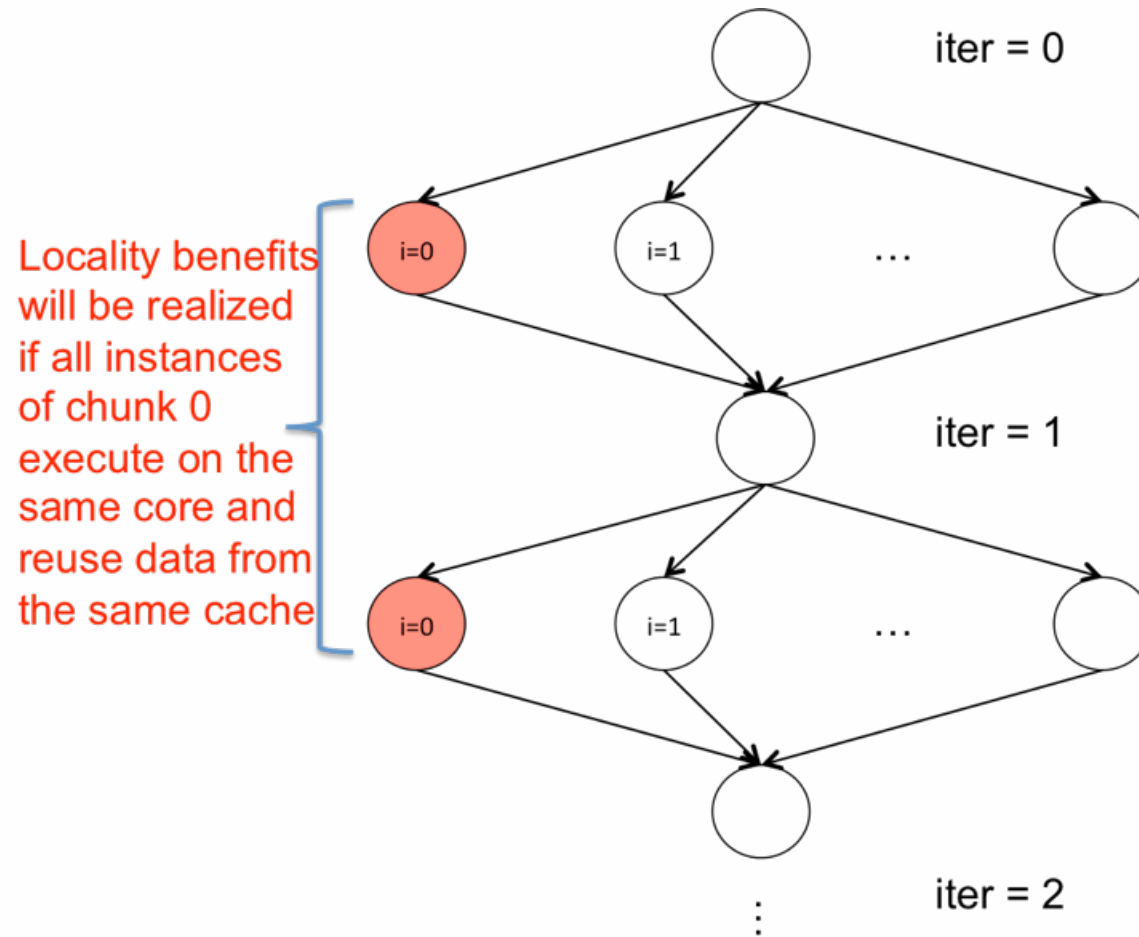 iter = 0
Locality benefits
will be realized
if all instances
of chunk 0
execute on the
same core and
reuse data from
the same cache
i=0
i=1
...
iter = 1
i=0
i=1
...
iter = 2
⋮